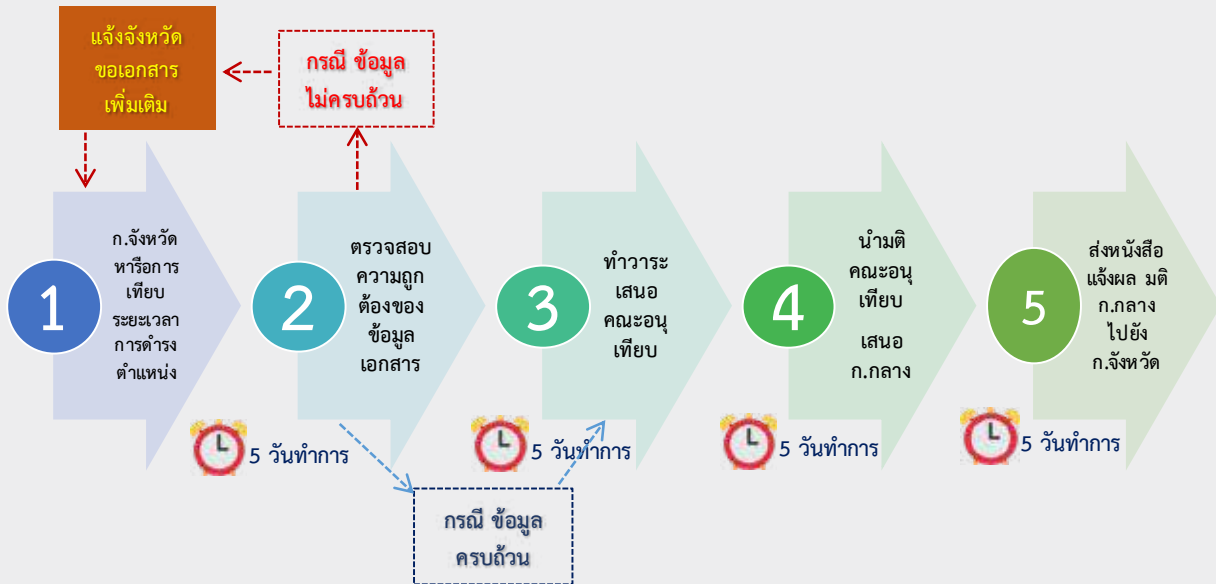 แจ้งจังหวัด
ขอเอกสาร
เพิ่มเติม
กรณี ข้อมูล
ไม่ครบถ้วน
1
ก.จังหวัด
หารือการ
เทียบ
ระยะเวลา
การดำรง
ตำแหน่ง
2
ตรวจสอบ
ความถูก
ต้องของ
ข้อมูล
เอกสาร
3
ทำวาระ
เสนอ
คณะอนุ
เทียบ
4
นำมติ
คณะอนุ
เทียบ
เสนอ
ก.กลาง
5
ส่งหนังสือ
แจ้งผล มติ
ก.กลาง
ไปยัง
ก.จังหวัด
5 วันทำการ
5 วันทำการ
5 วันทำการ
5 วันทำการ
กรณี ข้อมูล
ครบถ้วน